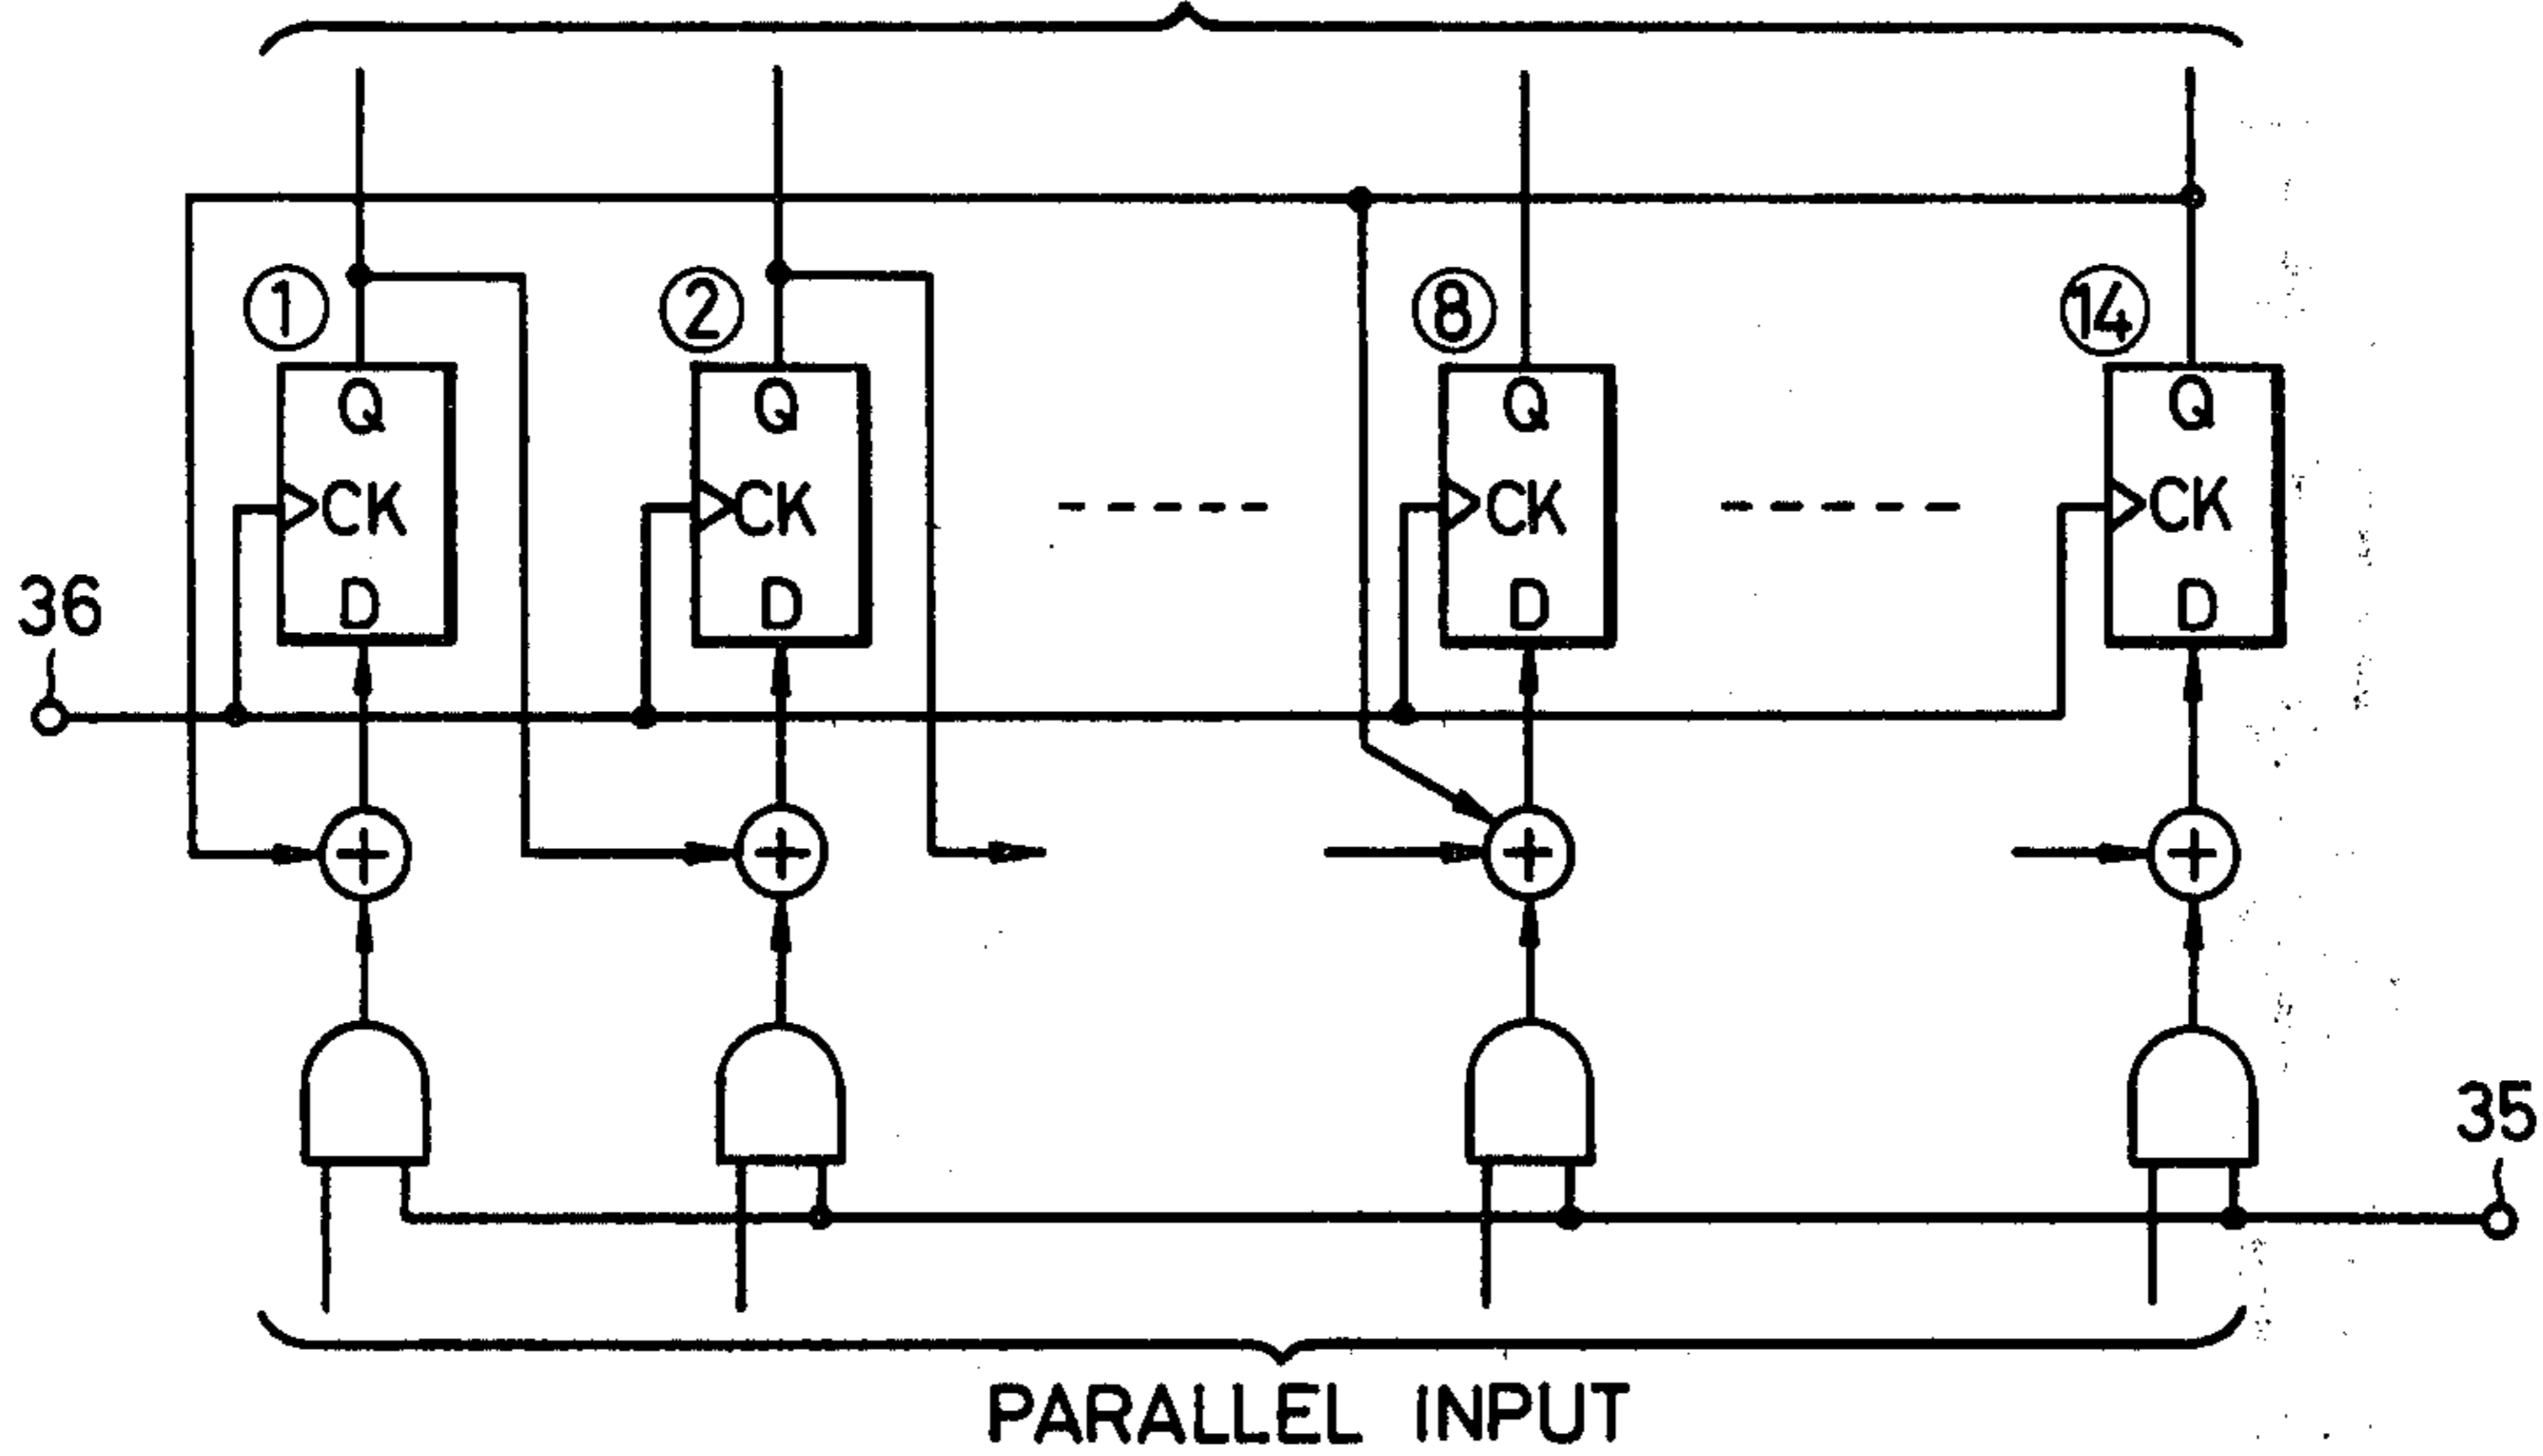 ① ② ⑧ ⑭
Q Q Q Q
CK CK CK CK
D D D D
36
+ + + +
35
PARALLEL INPUT